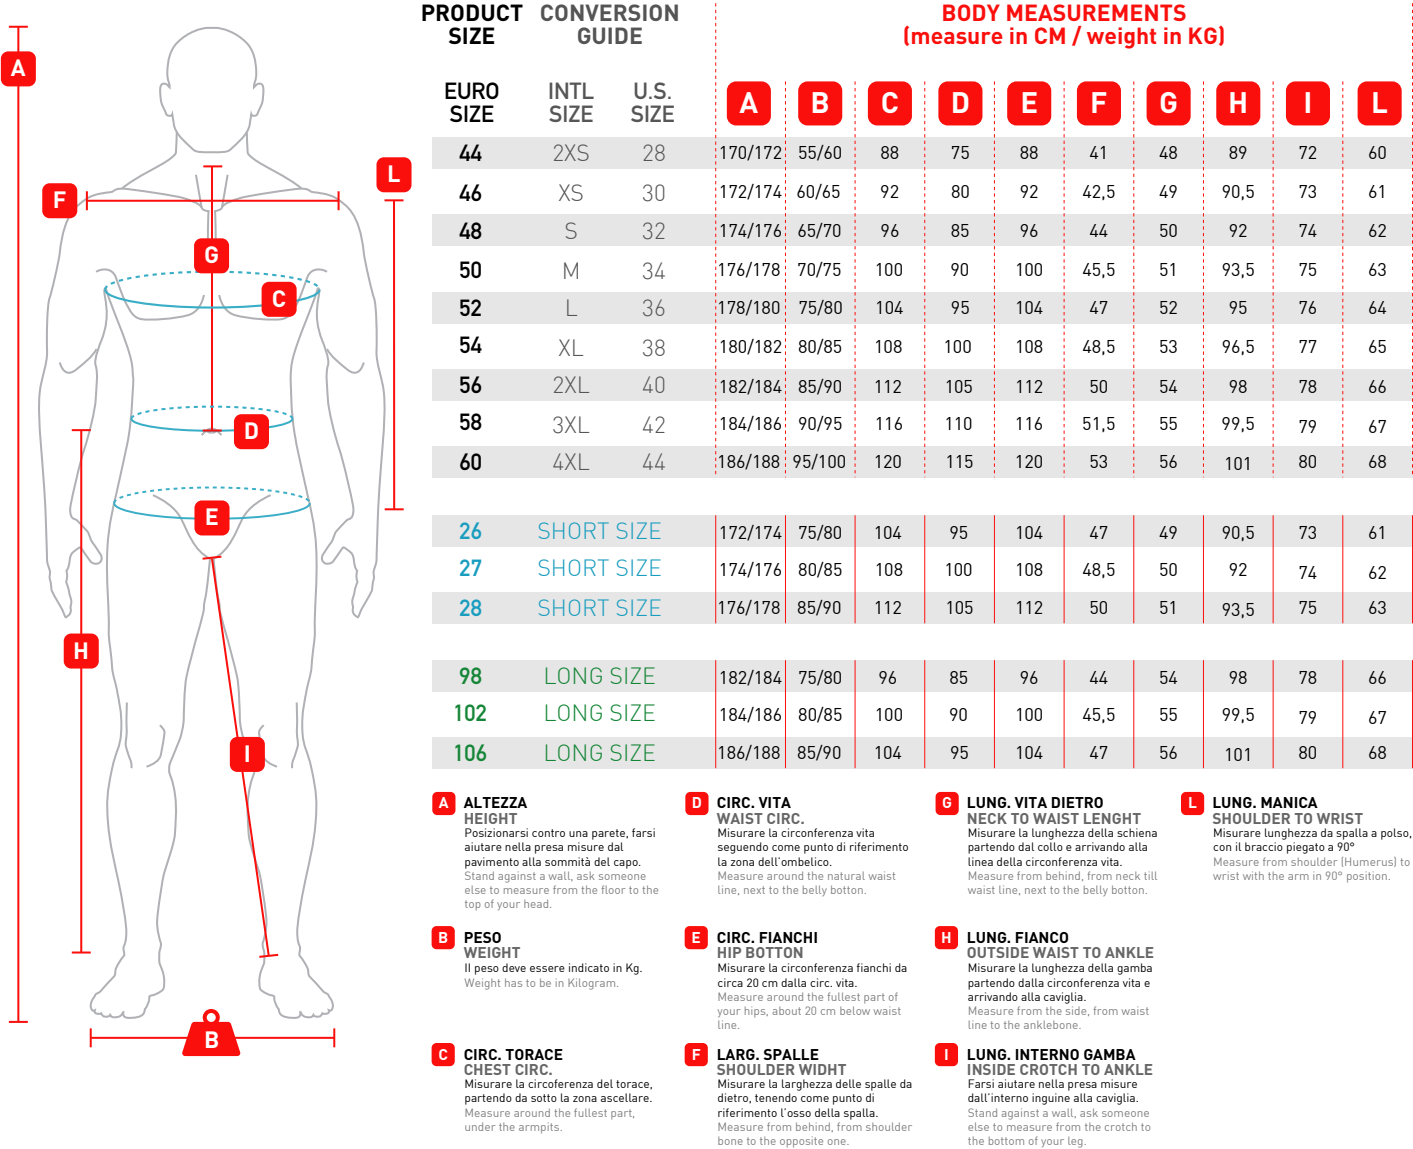 PRODUCT SIZE
CONVERSION GUIDE
BODY MEASUREMENTS
(measure in CM / weight in KG)
EURO SIZE INTL SIZE U.S. SIZE A B C D E F G H I L
44 2XS 28 170/172 55/60 88 75 88 41 48 89 72 60
46 XS 30 172/174 60/65 92 80 92 42,5 49 90,5 73 61
48 S 32 174/176 65/70 96 85 96 44 50 92 74 62
50 M 34 176/178 70/75 100 90 100 45,5 51 93,5 75 63
52 L 36 178/180 75/80 104 95 104 47 52 95 76 64
54 XL 38 180/182 80/85 108 100 108 48,5 53 96,5 77 65
56 2XL 40 182/184 85/90 112 105 112 50 54 98 78 66
58 3XL 42 184/186 90/95 116 110 116 51,5 55 99,5 79 67
60 4XL 44 186/188 95/100 120 115 120 53 56 101 80 68
26 SHORT SIZE 172/174 75/80 104 95 104 47 49 90,5 73 61
27 SHORT SIZE 174/176 80/85 108 100 108 48,5 50 92 74 62
28 SHORT SIZE 176/178 85/90 112 105 112 50 51 93,5 75 63
98 LONG SIZE 182/184 75/80 96 85 96 44 54 98 78 66
102 LONG SIZE 184/186 80/85 100 90 100 45,5 55 99,5 79 67
106 LONG SIZE 186/188 85/90 104 95 104 47 56 101 80 68
A
L
F
G
C
D
E
H
I
B
A ALTEZZA
HEIGHT
Posizionarsi contro una parete, farsi
aiutare nella presa misure dal
pavimento alla sommità del capo.
Stand against a wall, ask someone
else to measure from the floor to the
top of your head.
B PESO
WEIGHT
Il peso deve essere indicato in Kg.
Weight has to be in Kilogram.
C CIRC. TORACE
CHEST CIRC.
Misurare la circoferenza del torace,
partendo da sotto la zona ascellare.
Measure around the fullest part,
under the armpits.
D CIRC. VITA
WAIST CIRC.
Misurare la circonferenza vita
seguendo come punto di riferimento
la zona dell'ombelico.
Measure around the natural waist
line, next to the belly botton.
E CIRC. FIANCHI
HIP BOTTON
Misurare la circonferenza fianchi da
circa 20 cm dalla circ. vita.
Measure around the fullest part of
your hips, about 20 cm below waist
line.
F LARG. SPALLE
SHOULDER WIDHT
Misurare la larghezza delle spalle da
dietro, tenendo come punto di
riferimento l'osso della spalla.
Measure from behind, from shoulder
bone to the opposite one.
G LUNG. VITA DIETRO
NECK TO WAIST LENGHT
Misurare la lunghezza della schiena
partendo dal collo e arrivando alla
linea della circonferenza vita.
Measure from behind, from neck till
waist line, next to the belly botton.
H LUNG. FIANCO
OUTSIDE WAIST TO ANKLE
Misurare la lunghezza della gamba
partendo dalla circonferenza vita e
arrivando alla caviglia.
Measure from the side, from waist
line to the anklebone.
I LUNG. INTERNO GAMBA
INSIDE CROTCH TO ANKLE
Farsi aiutare nella presa misure
dall'interno inguine alla caviglia.
Stand against a wall, ask someone
else to measure from the crotch to
the bottom of your leg.
L LUNG. MANICA
SHOULDER TO WRIST
Misurare lunghezza da spalla a polso,
con il braccio piegato a 90°
Measure from shoulder (Humerus) to
wrist with the arm in 90° position.